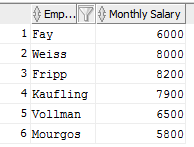 Emp... Monthly Salary
1 Fay 6000
2 Weiss 8000
3 Fripp 8200
4 Kaufling 7900
5 Vollman 6500
6 Mourgos 5800